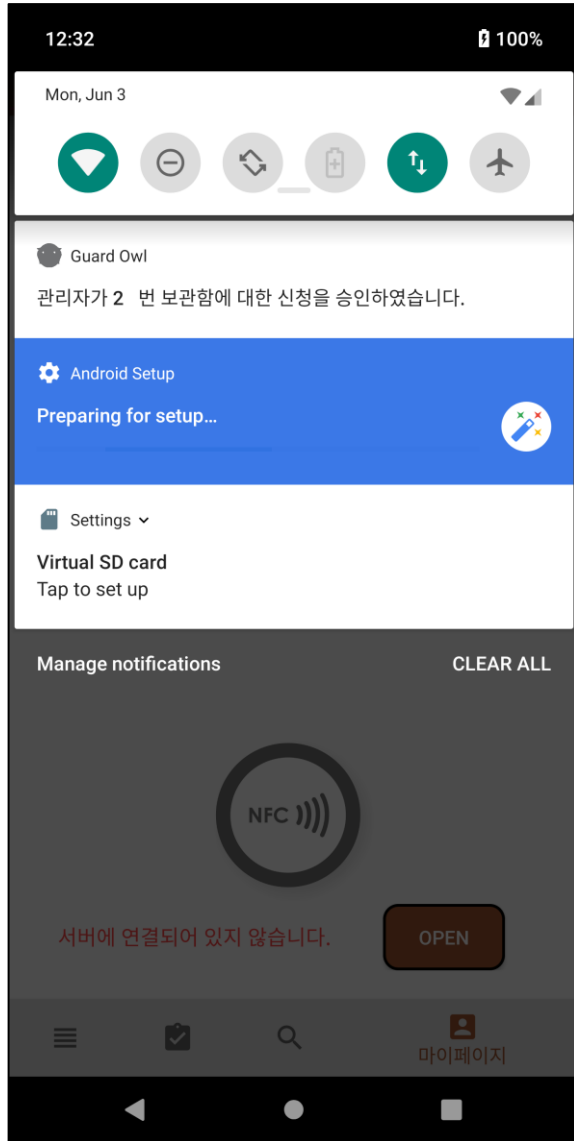 12:32 100%
Mon, Jun 3
Guard Owl
관리자가 2 번 보관함에 대한 신청을 승인하였습니다.
Android Setup
Preparing for setup…
Settings
Virtual SD card
Tap to set up
Manage notifications CLEAR ALL
NFC
서버에 연결되어 있지 않습니다. OPEN
마이페이지